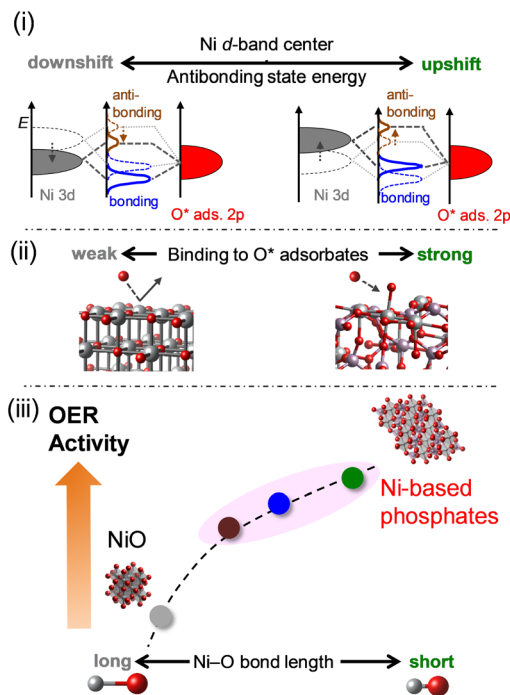 (i)
Ni d-band center
downshift
upshift
Antibonding state energy
anti-
bonding
E
Ni 3d
bonding
O* ads. 2p
anti-
bonding
Ni 3d
bonding
O* ads. 2p
(ii)
weak
Binding to O* adsorbates
strong
(iii)
OER
Activity
NiO
Ni-based
phosphates
long
Ni–O bond length
short